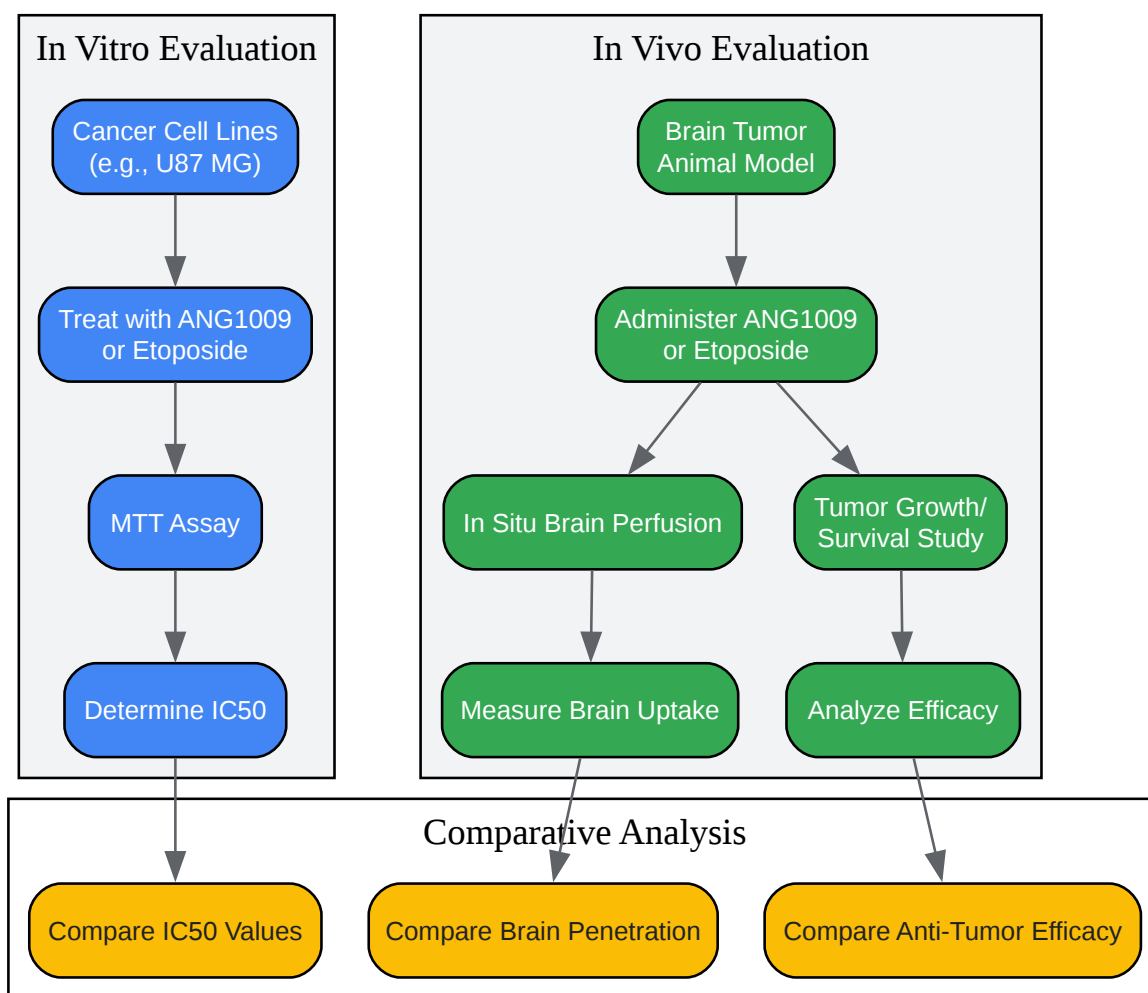 In Vitro Evaluation
Cancer Cell Lines
(e.g., U87 MG)
Treat with ANG1009
or Etoposide
MTT Assay
Determine IC50
In Vivo Evaluation
Brain Tumor
Animal Model
Administer ANG1009
or Etoposide
In Situ Brain Perfusion
Tumor Growth/
Survival Study
Measure Brain Uptake
Analyze Efficacy
Comparative Analysis
Compare IC50 Values
Compare Brain Penetration
Compare Anti-Tumor Efficacy